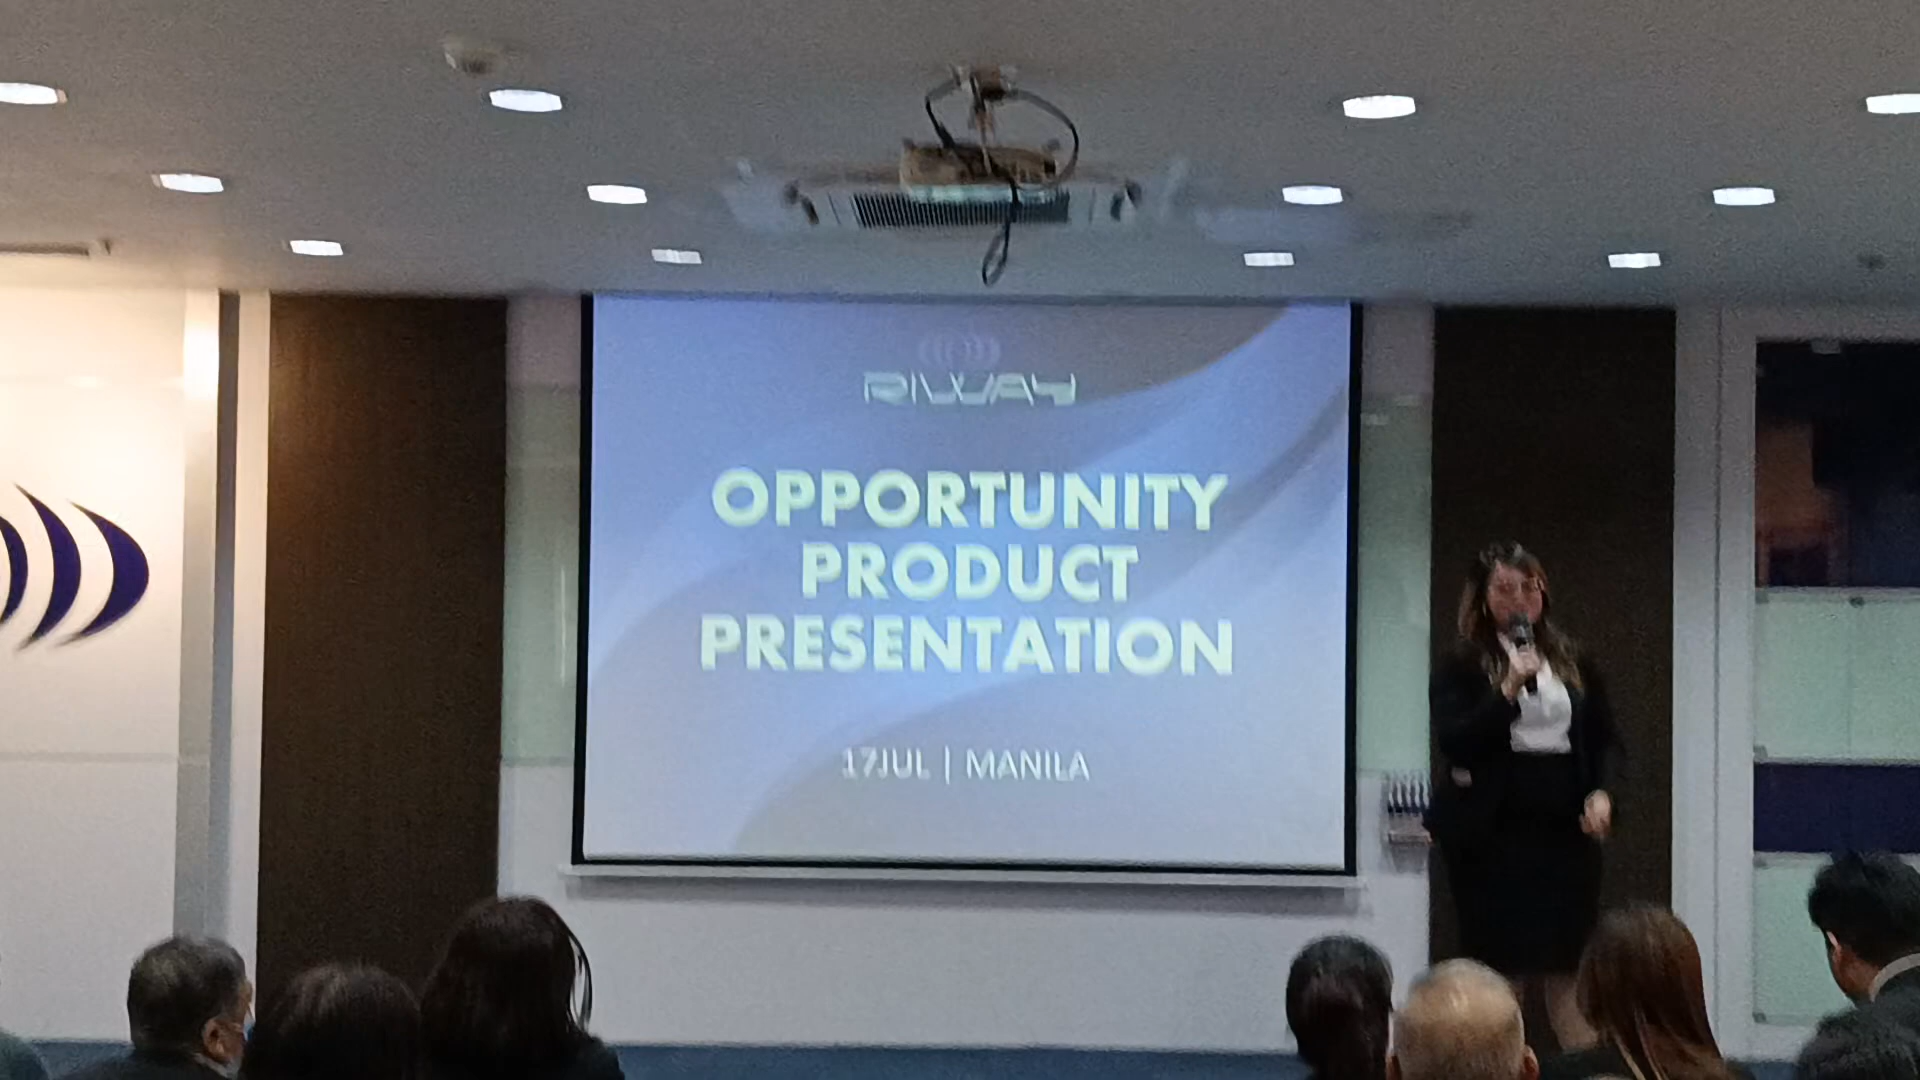 RIWAY
OPPORTUNITY
PRODUCT
PRESENTATION
17JUL | MANILA